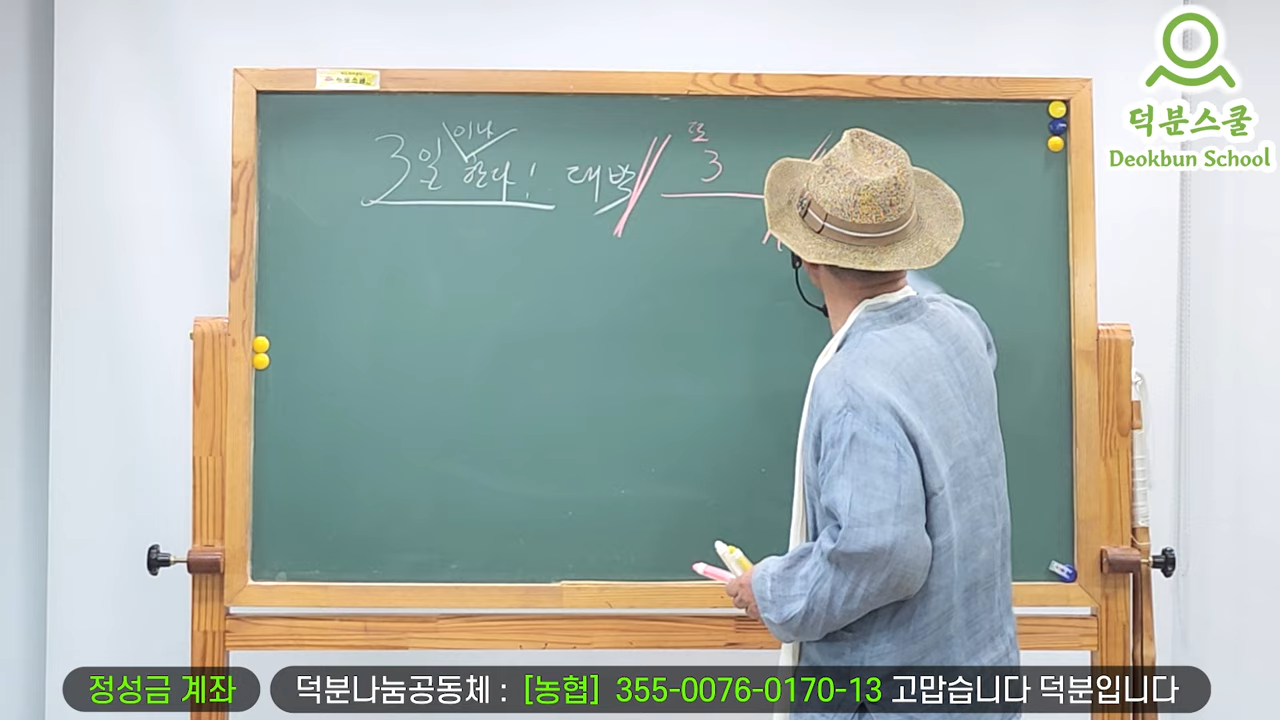 이나
3일 한다! 대박
또
3
덕분스쿨
Deokbun School
정성금 계좌
덕분나눔공동체 : [농협] 355-0076-0170-13 고맙습니다 덕분입니다